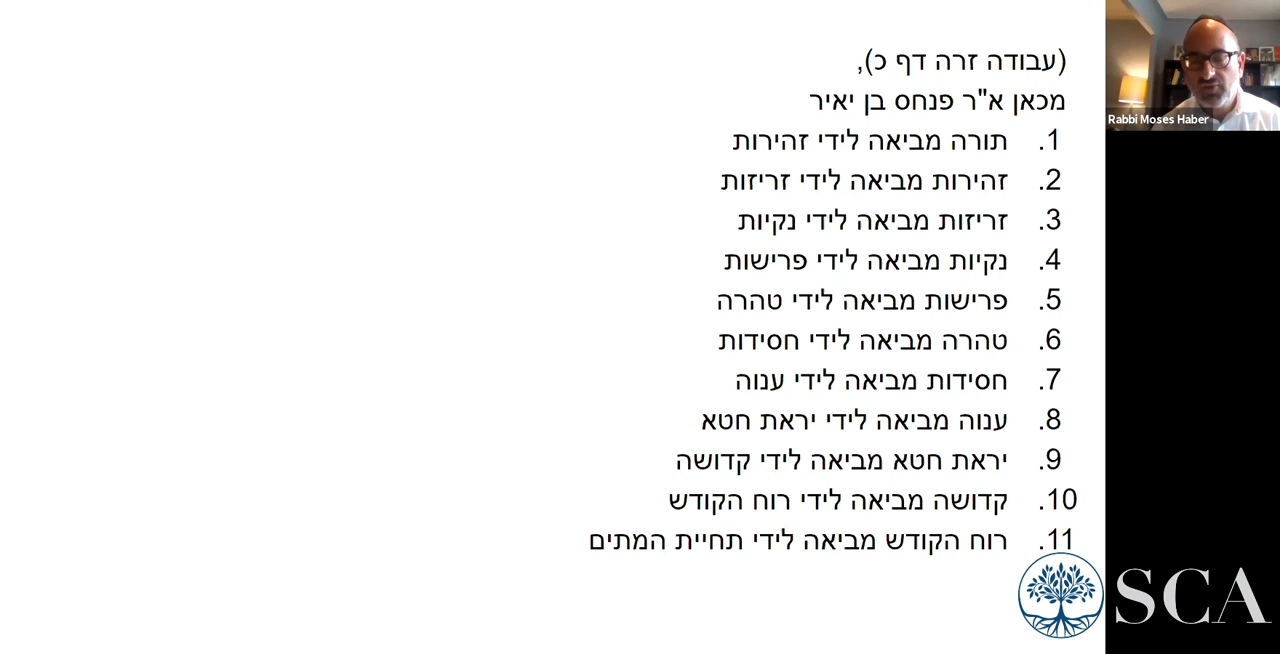 (עבודה זרה דף כ),
מכאן א"ר פנחס בן יאיר
1. תורה מביאה לידי זהירות
2. זהירות מביאה לידי זריזות
3. זריזות מביאה לידי נקיות
4. נקיות מביאה לידי פרישות
5. פרישות מביאה לידי טהרה
6. טהרה מביאה לידי חסידות
7. חסידות מביאה לידי ענוה
8. ענוה מביאה לידי יראת חטא
9. יראת חטא מביאה לידי קדושה
10. קדושה מביאה לידי רוח הקודש
11. רוח הקודש מביאה לידי תחיית המתים
Rabbi Moses Haber
SCA